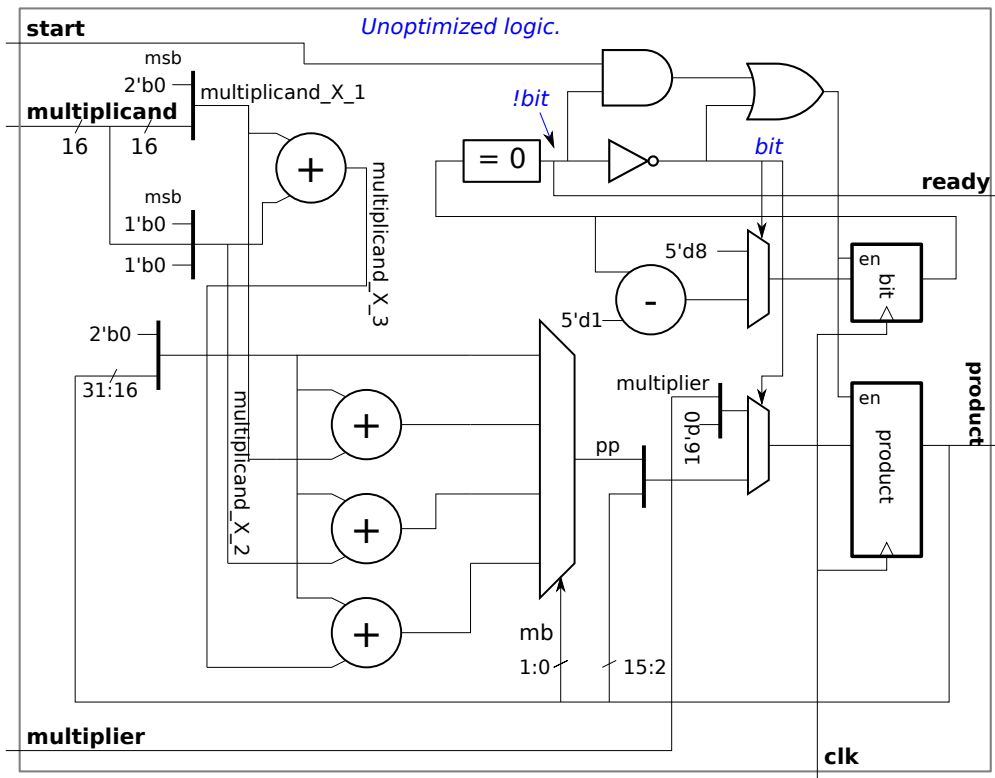 start
Unoptimized logic.
msb
2'b0
multiplicand_X_1
!bit
multiplicand
16
16
+
= 0
bit
ready
multiplicand_X_3
msb
1'b0
1'b0
5'd8
en
bit
-
5'd1
2'b0
31:16
multiplier
16'd0
en
product
product
multiplicand_X_2
+
pp
+
+
mb
1:0
15:2
multiplier
clk